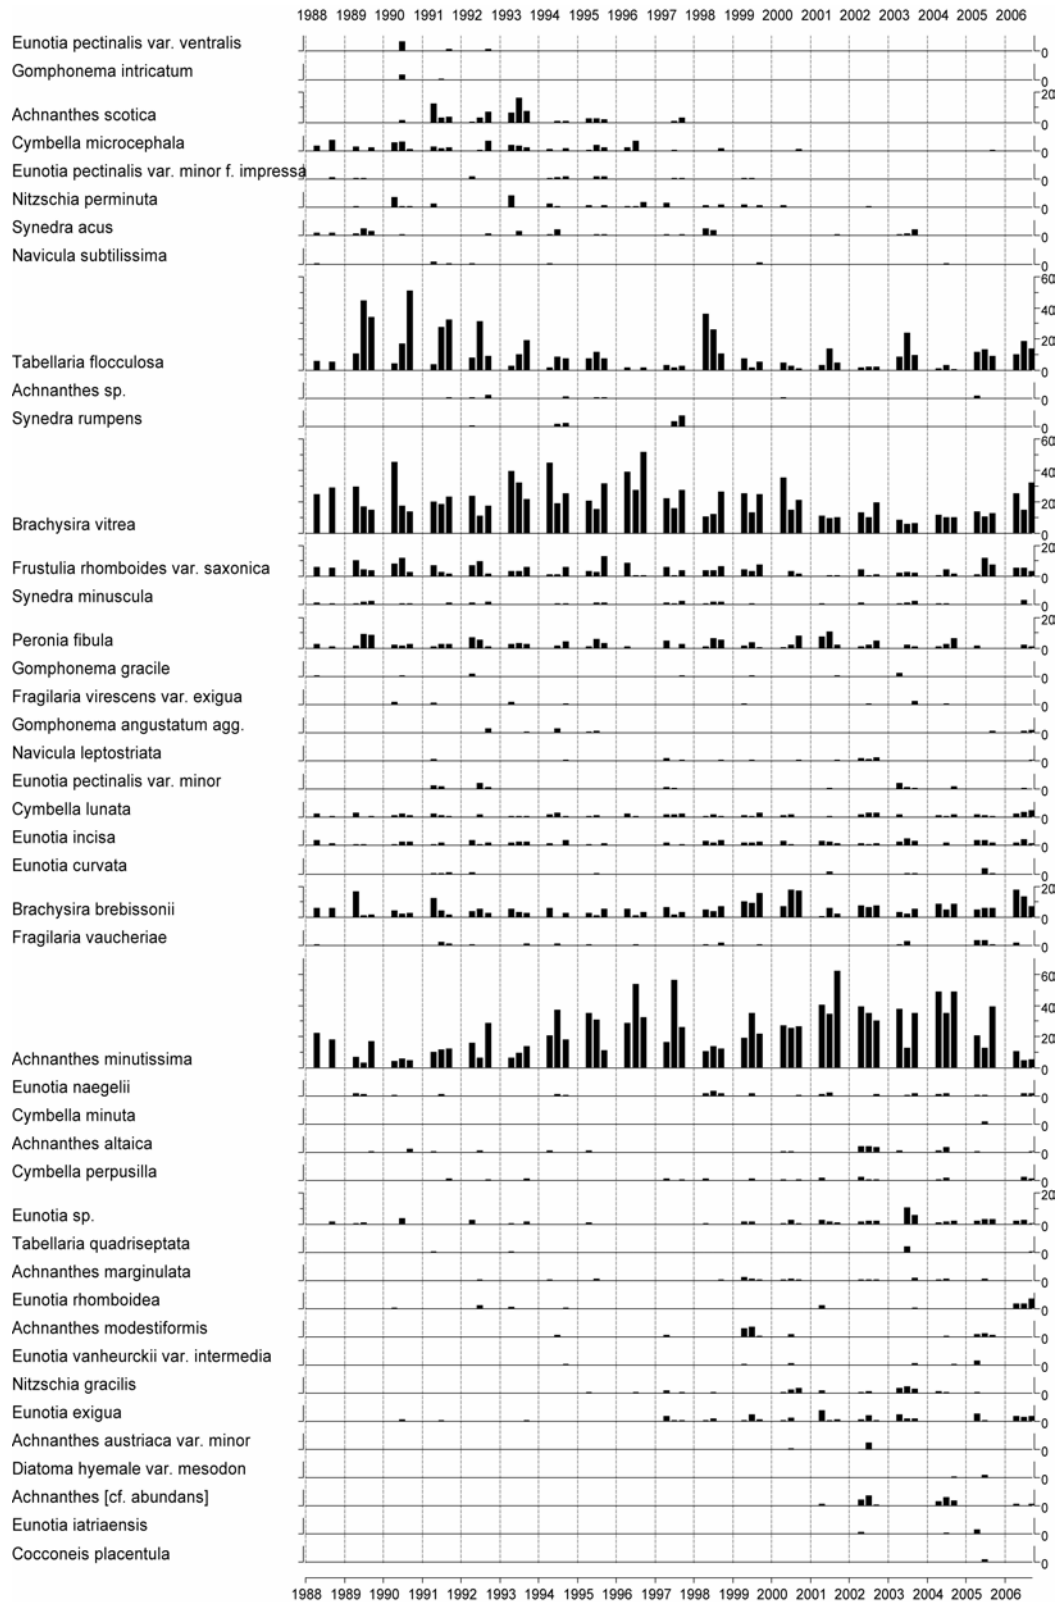 1988 1989 1990 1991 1992 1993 1994 1995 1996 1997 1998 1999 2000 2001 2002 2003 2004 2005 2006
Eunotia pectinalis var. ventralis 0
Gomphonema intricatum 0
20
Achnanthes scotica 0
Cymbella microcephala 0
Eunotia pectinalis var. minor f. impressa 0
Nitzschia perminuta 0
Synedra acus 0
Navicula subtilissima 0
60
40
20
Tabellaria flocculosa 0
Achnanthes sp. 0
Synedra rumpens 0
60
40
20
Brachysira vitrea 0
20
Frustulia rhomboides var. saxonica 0
Synedra minuscula 0
20
Peronia fibula 0
Gomphonema gracile 0
Fragilaria virescens var. exigua 0
Gomphonema angustatum agg. 0
Navicula leptostriata 0
Eunotia pectinalis var. minor 0
Cymbella lunata 0
Eunotia incisa 0
Eunotia curvata 0
20
Brachysira brebissonii 0
Fragilaria vaucheriae 0
60
40
20
Achnanthes minutissima 0
Eunotia naegelii 0
Cymbella minuta 0
Achnanthes altaica 0
Cymbella perpusilla 0
20
Eunotia sp. 0
Tabellaria quadriseptata 0
Achnanthes marginulata 0
Eunotia rhomboidea 0
Achnanthes modestiformis 0
Eunotia vanheurckii var. intermedia 0
Nitzschia gracilis 0
Eunotia exigua 0
Achnanthes austriaca var. minor 0
Diatoma hyemale var. mesodon 0
Achnanthes [cf. abundans] 0
Eunotia iatriaensis 0
Cocconeis placentula 0
1988 1989 1990 1991 1992 1993 1994 1995 1996 1997 1998 1999 2000 2001 2002 2003 2004 2005 2006